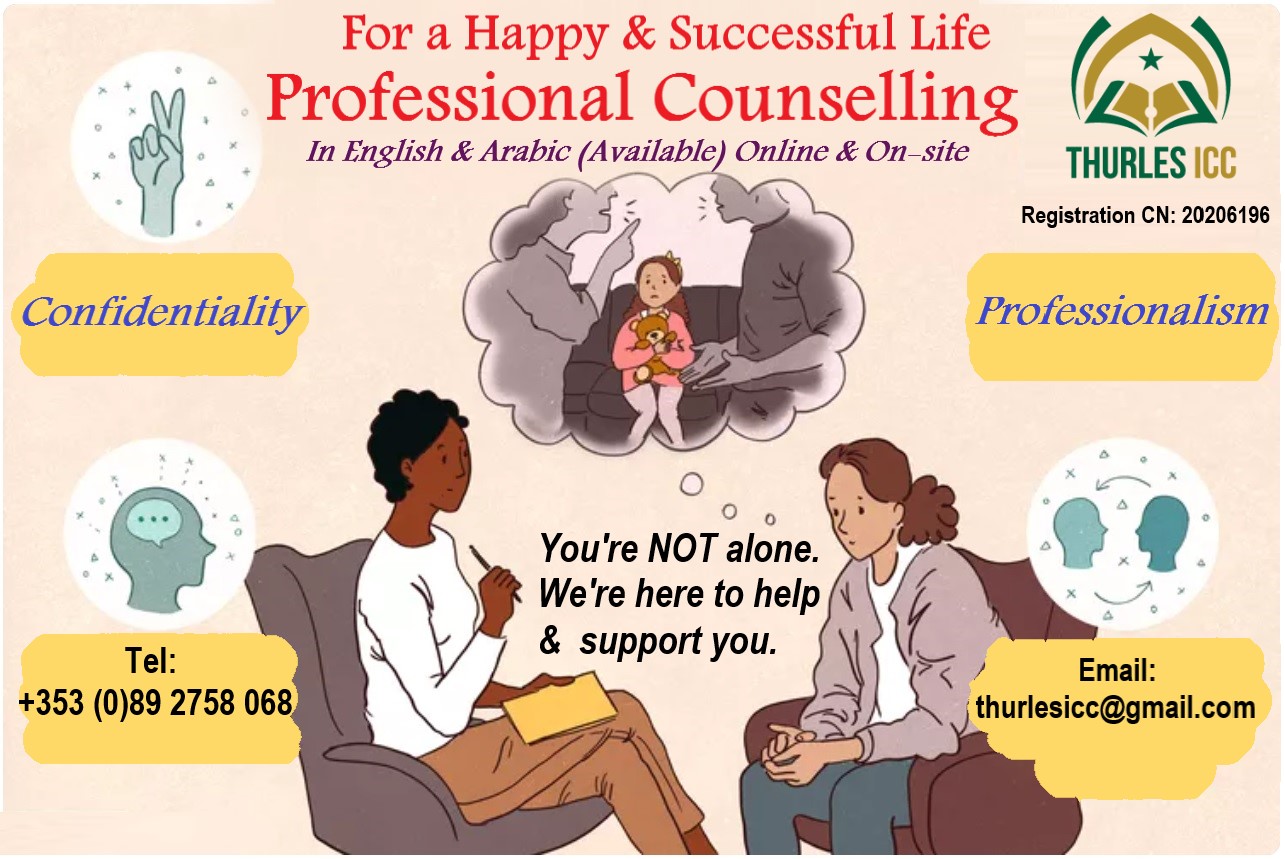 For a Happy & Successful Life
Professional Counselling
In English & Arabic (Available) Online & On-site
THURLES ICC
Registration CN: 20206196
Confidentiality
Professionalism
You're NOT alone.
We're here to help
& support you.
Tel:
+353 (0)89 2758 068
Email:
thurlesicc@gmail.com